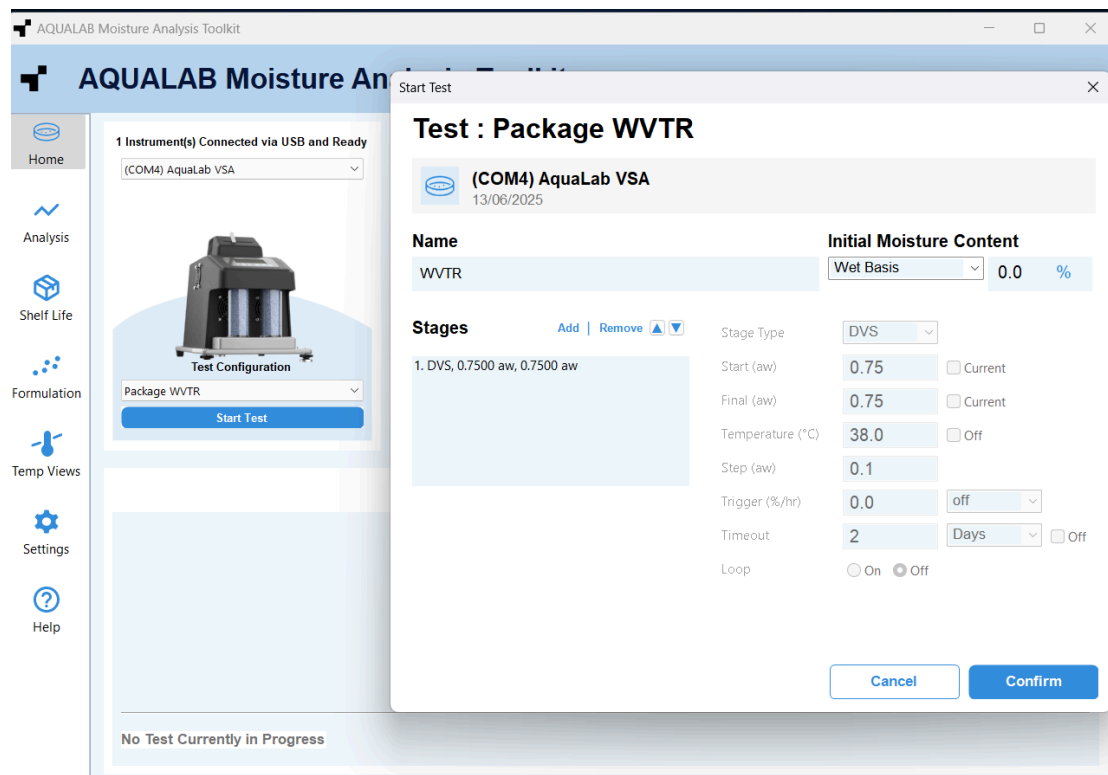 AQUALAB Moisture Analysis Toolkit
AQUALAB Moisture An
Home
Analysis
Shelf Life
Formulation
Temp Views
Settings
Help
1 Instrument(s) Connected via USB and Ready
(COM4) AquaLab VSA
Test Configuration
Package WVTR
Start Test
No Test Currently in Progress
Start Test
Test : Package WVTR
(COM4) AquaLab VSA
13/06/2025
Name
Initial Moisture Content
WVTR
Wet Basis 0.0 %
Stages Add | Remove
1. DVS, 0.7500 aw, 0.7500 aw
Stage Type DVS
Start (aw) 0.75 Current
Final (aw) 0.75 Current
Temperature (°C) 38.0 Off
Step (aw) 0.1
Trigger (%/hr) 0.0 off
Timeout 2 Days Off
Loop On Off
Cancel Confirm